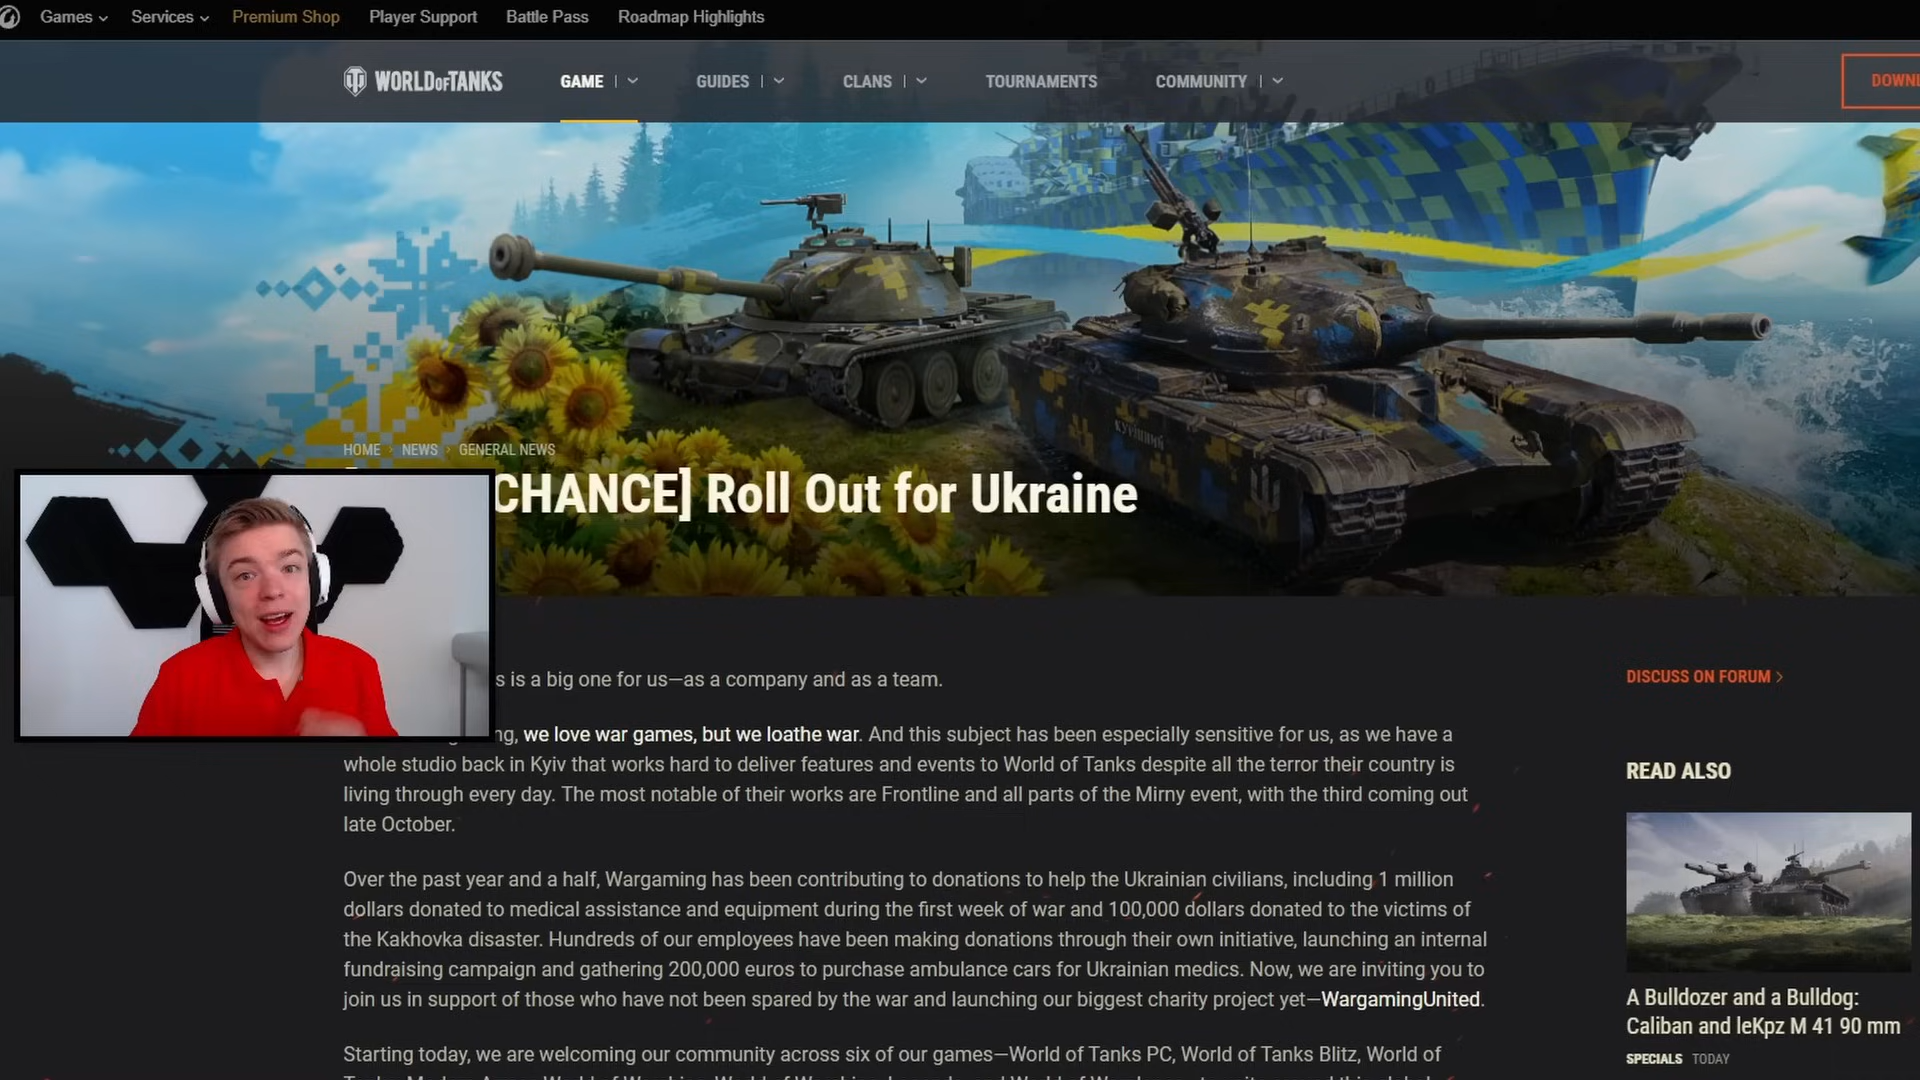 Games
Services
Premium Shop
Player Support
Battle Pass
Roadmap Highlights
WORLD OF TANKS
GAME
GUIDES
CLANS
TOURNAMENTS
COMMUNITY
DOWNL
HOME > NEWS > GENERAL NEWS
CHANCE] Roll Out for Ukraine
s is a big one for us—as a company and as a team.
ng, we love war games, but we loathe war. And this subject has been especially sensitive for us, as we have a
whole studio back in Kyiv that works hard to deliver features and events to World of Tanks despite all the terror their country is
living through every day. The most notable of their works are Frontline and all parts of the Mirny event, with the third coming out
late October.
Over the past year and a half, Wargaming has been contributing to donations to help the Ukrainian civilians, including 1 million
dollars donated to medical assistance and equipment during the first week of war and 100,000 dollars donated to the victims of
the Kakhovka disaster. Hundreds of our employees have been making donations through their own initiative, launching an internal
fundraising campaign and gathering 200,000 euros to purchase ambulance cars for Ukrainian medics. Now, we are inviting you to
join us in support of those who have not been spared by the war and launching our biggest charity project yet—WargamingUnited.
Starting today, we are welcoming our community across six of our games—World of Tanks PC, World of Tanks Blitz, World of
DISCUSS ON FORUM >
READ ALSO
A Bulldozer and a Bulldog:
Caliban and leKpz M 41 90 mm
SPECIALS TODAY